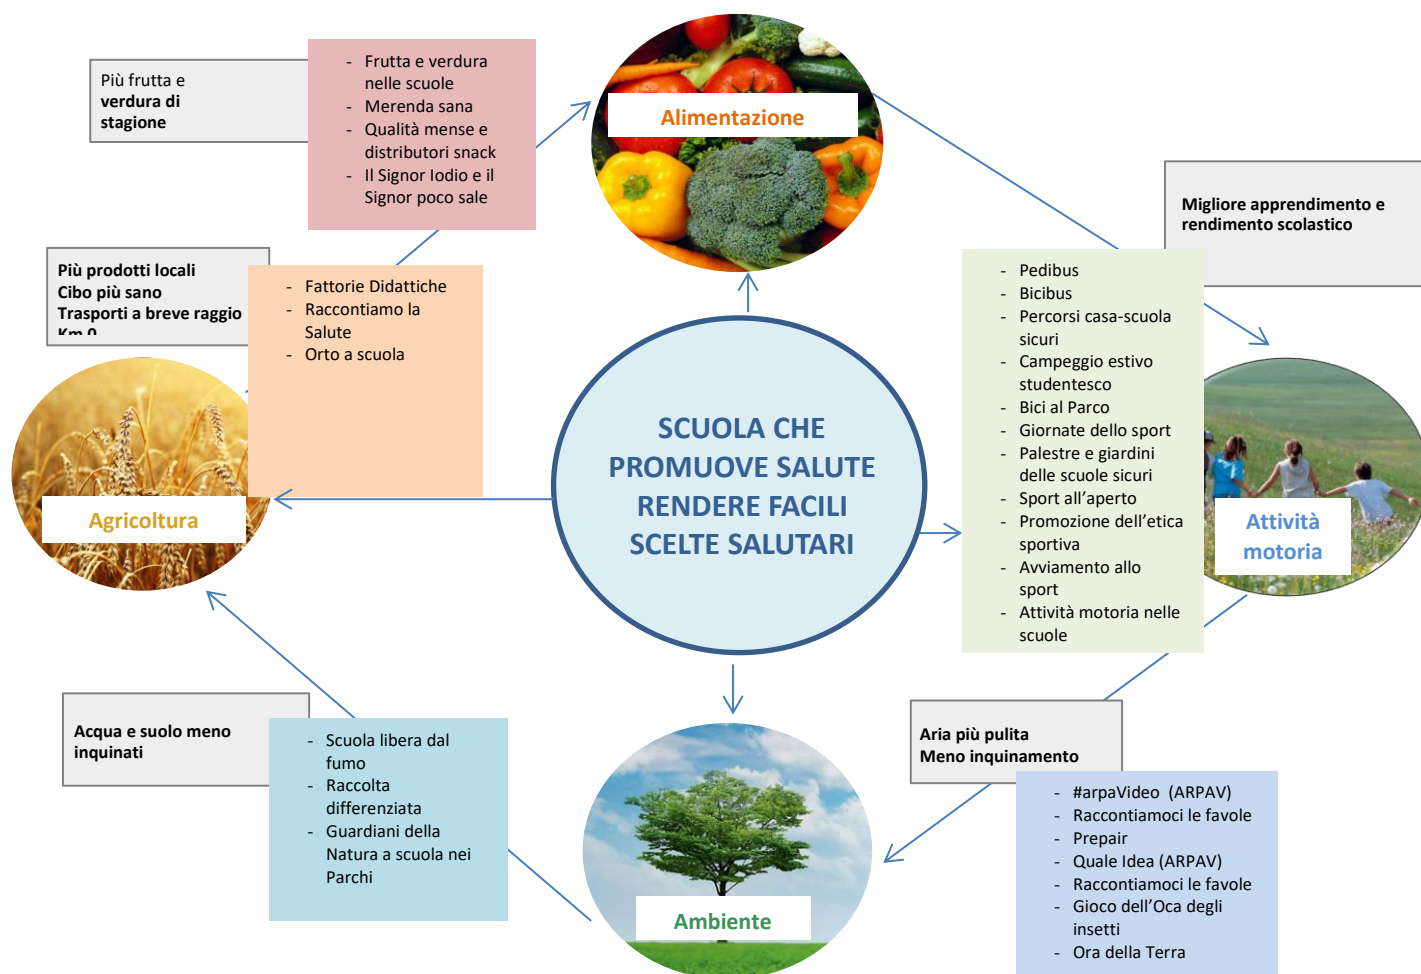 Più frutta e
verdura di
stagione
- Frutta e verdura
nelle scuole
- Merenda sana
- Qualità mense e
distributori snack
- Il Signor Iodio e il
Signor poco sale
Alimentazione
Migliore apprendimento e
rendimento scolastico
Più prodotti locali
Cibo più sano
Trasporti a breve raggio
Km 0
- Fattorie Didattiche
- Raccontiamo la
Salute
- Orto a scuola
Agricoltura
SCUOLA CHE
PROMUOVE SALUTE
RENDERE FACILI
SCELTE SALUTARI
- Pedibus
- Bicibus
- Percorsi casa-scuola
sicuri
- Campeggio estivo
studentesco
- Bici al Parco
- Giornate dello sport
- Palestre e giardini
delle scuole sicuri
- Sport all’aperto
- Promozione dell’etica
sportiva
- Avviamento allo
sport
- Attività motoria nelle
scuole
Attività
motoria
Acqua e suolo meno
inquinati
- Scuola libera dal
fumo
- Raccolta
differenziata
- Guardiani della
Natura a scuola nei
Parchi
Ambiente
Aria più pulita
Meno inquinamento
- #arpaVideo (ARPAV)
- Raccontiamoci le favole
- Prepair
- Quale Idea (ARPAV)
- Raccontiamoci le favole
- Gioco dell’Oca degli
insetti
- Ora della Terra